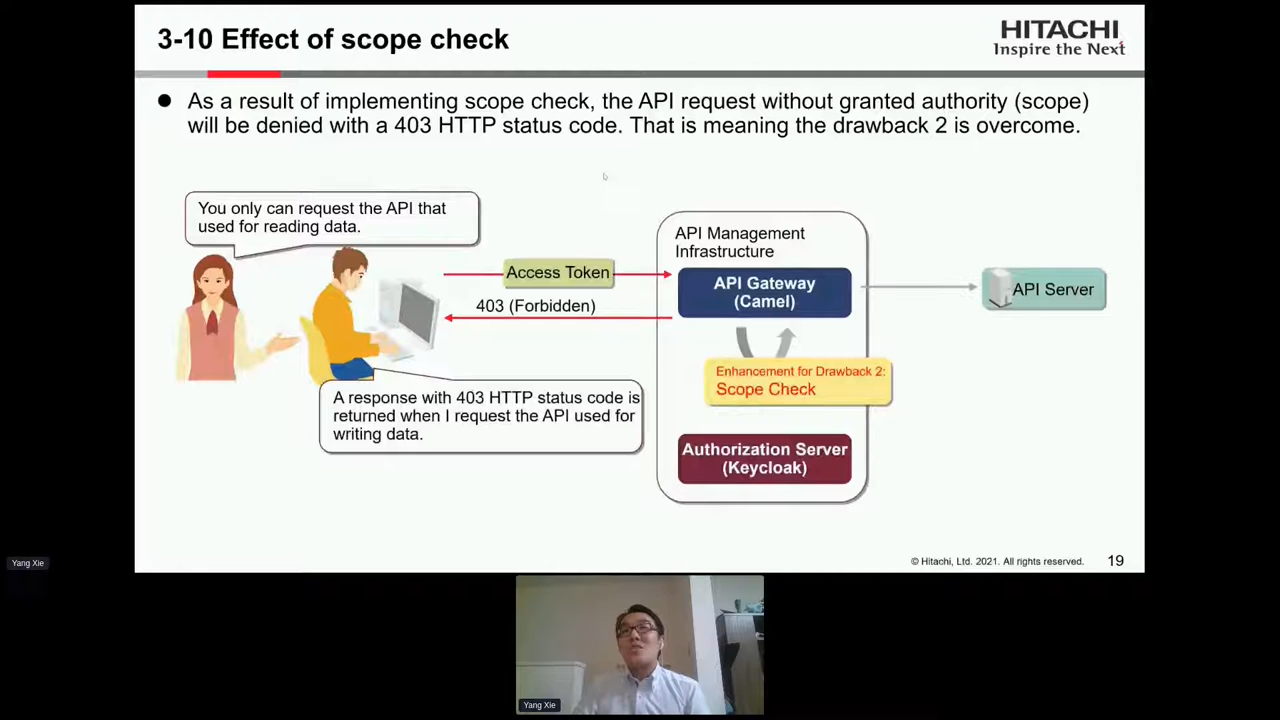 3-10 Effect of scope check
HITACHI
Inspire the Next
● As a result of implementing scope check, the API request without granted authority (scope)
will be denied with a 403 HTTP status code. That is meaning the drawback 2 is overcome.
You only can request the API that
used for reading data.
API Management
Infrastructure
Access Token
API Gateway
(Camel)
API Server
403 (Forbidden)
Enhancement for Drawback 2:
Scope Check
A response with 403 HTTP status code is
returned when I request the API used for
writing data.
Authorization Server
(Keycloak)
© Hitachi, Ltd. 2021. All rights reserved.
19
Yang Xie
Yang Xie